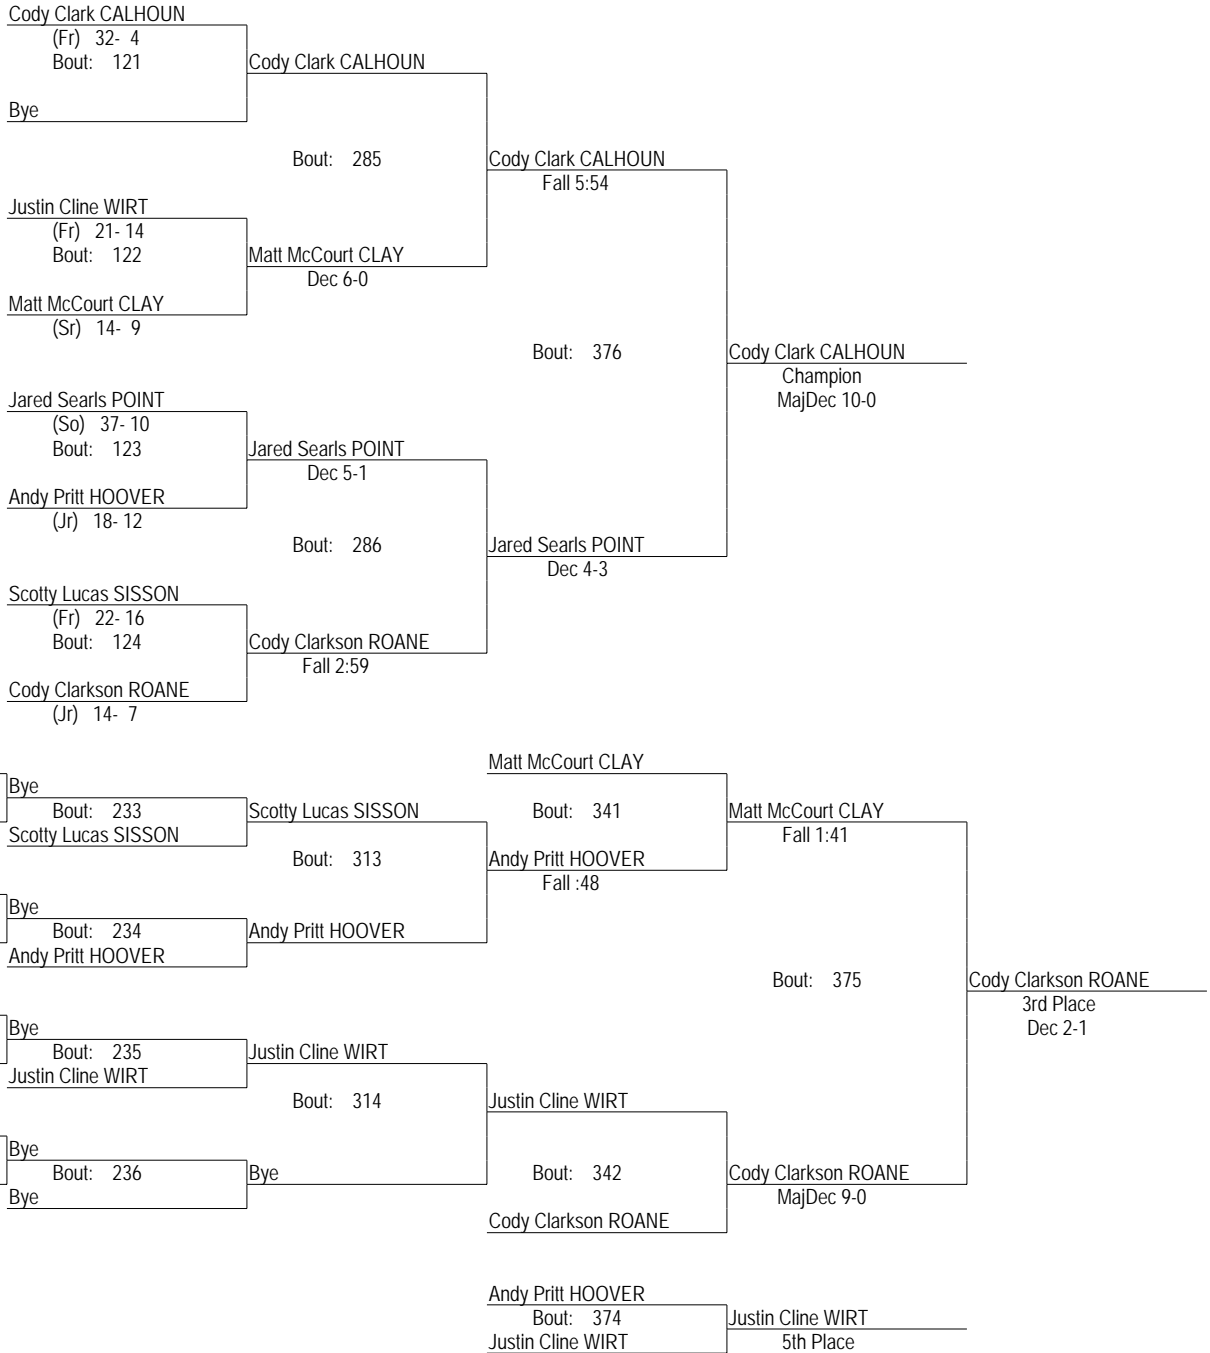 Cody Clark CALHOUN
(Fr) 32- 4
Bout: 121
Cody Clark CALHOUN
Bye
Bout: 285
Cody Clark CALHOUN
Fall 5:54
Justin Cline WIRT
(Fr) 21- 14
Bout: 122
Matt McCourt CLAY
Dec 6-0
Matt McCourt CLAY
(Sr) 14- 9
Bout: 376
Cody Clark CALHOUN
Champion
MajDec 10-0
Jared Searls POINT
(So) 37- 10
Bout: 123
Jared Searls POINT
Dec 5-1
Andy Pritt HOOVER
(Jr) 18- 12
Bout: 286
Jared Searls POINT
Dec 4-3
Scotty Lucas SISSON
(Fr) 22- 16
Bout: 124
Cody Clarkson ROANE
Fall 2:59
Cody Clarkson ROANE
(Jr) 14- 7
Matt McCourt CLAY
Bye
Bout: 233
Scotty Lucas SISSON
Bout: 341
Matt McCourt CLAY
Fall 1:41
Scotty Lucas SISSON
Bout: 313
Andy Pritt HOOVER
Fall :48
Bye
Bout: 234
Andy Pritt HOOVER
Andy Pritt HOOVER
Bout: 375
Cody Clarkson ROANE
3rd Place
Dec 2-1
Bye
Bout: 235
Justin Cline WIRT
Justin Cline WIRT
Bout: 314
Justin Cline WIRT
Bye
Bout: 236
Bye
Bout: 342
Cody Clarkson ROANE
MajDec 9-0
Bye
Cody Clarkson ROANE
Andy Pritt HOOVER
Bout: 374
Justin Cline WIRT
Justin Cline WIRT
5th Place